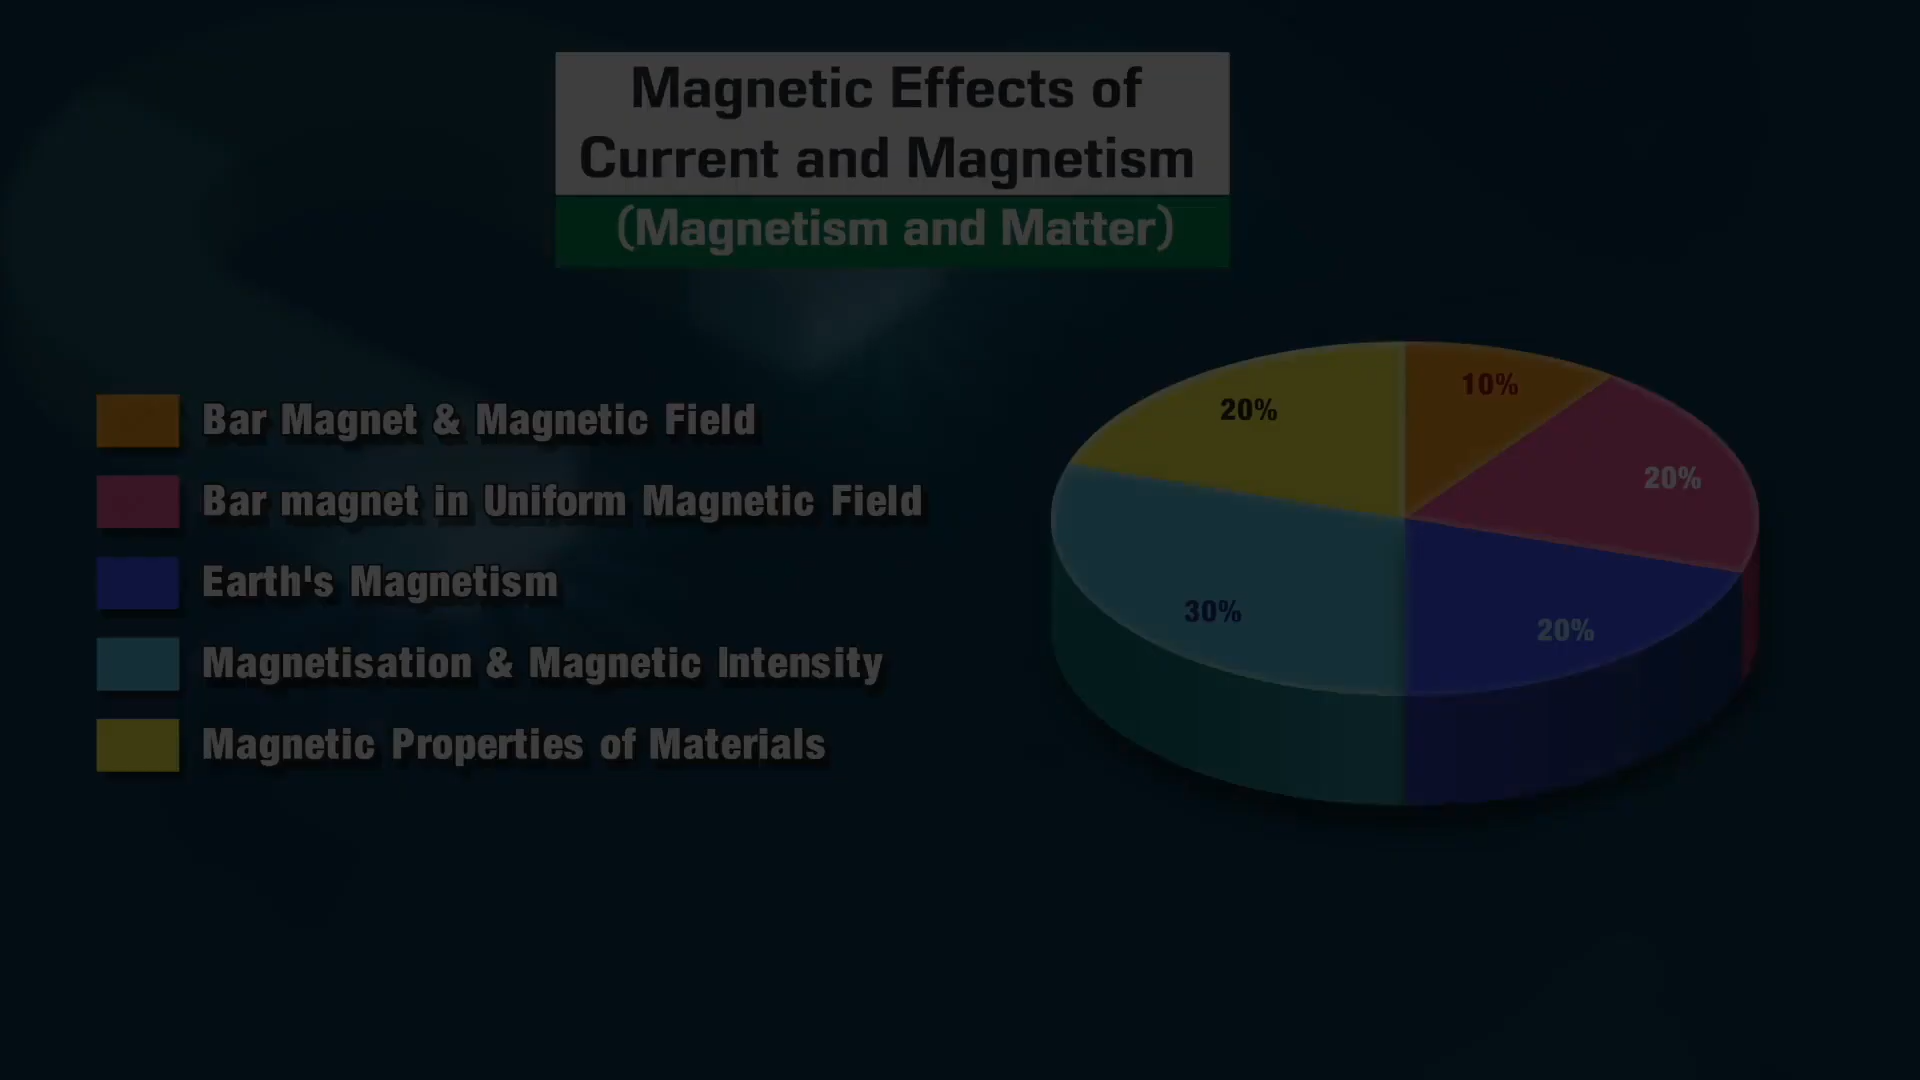 Magnetic Effects of
Current and Magnetism
(Magnetism and Matter)
Bar Magnet & Magnetic Field
Bar magnet in Uniform Magnetic Field
Earth's Magnetism
Magnetisation & Magnetic Intensity
Magnetic Properties of Materials
10%
20%
20%
30%
20%